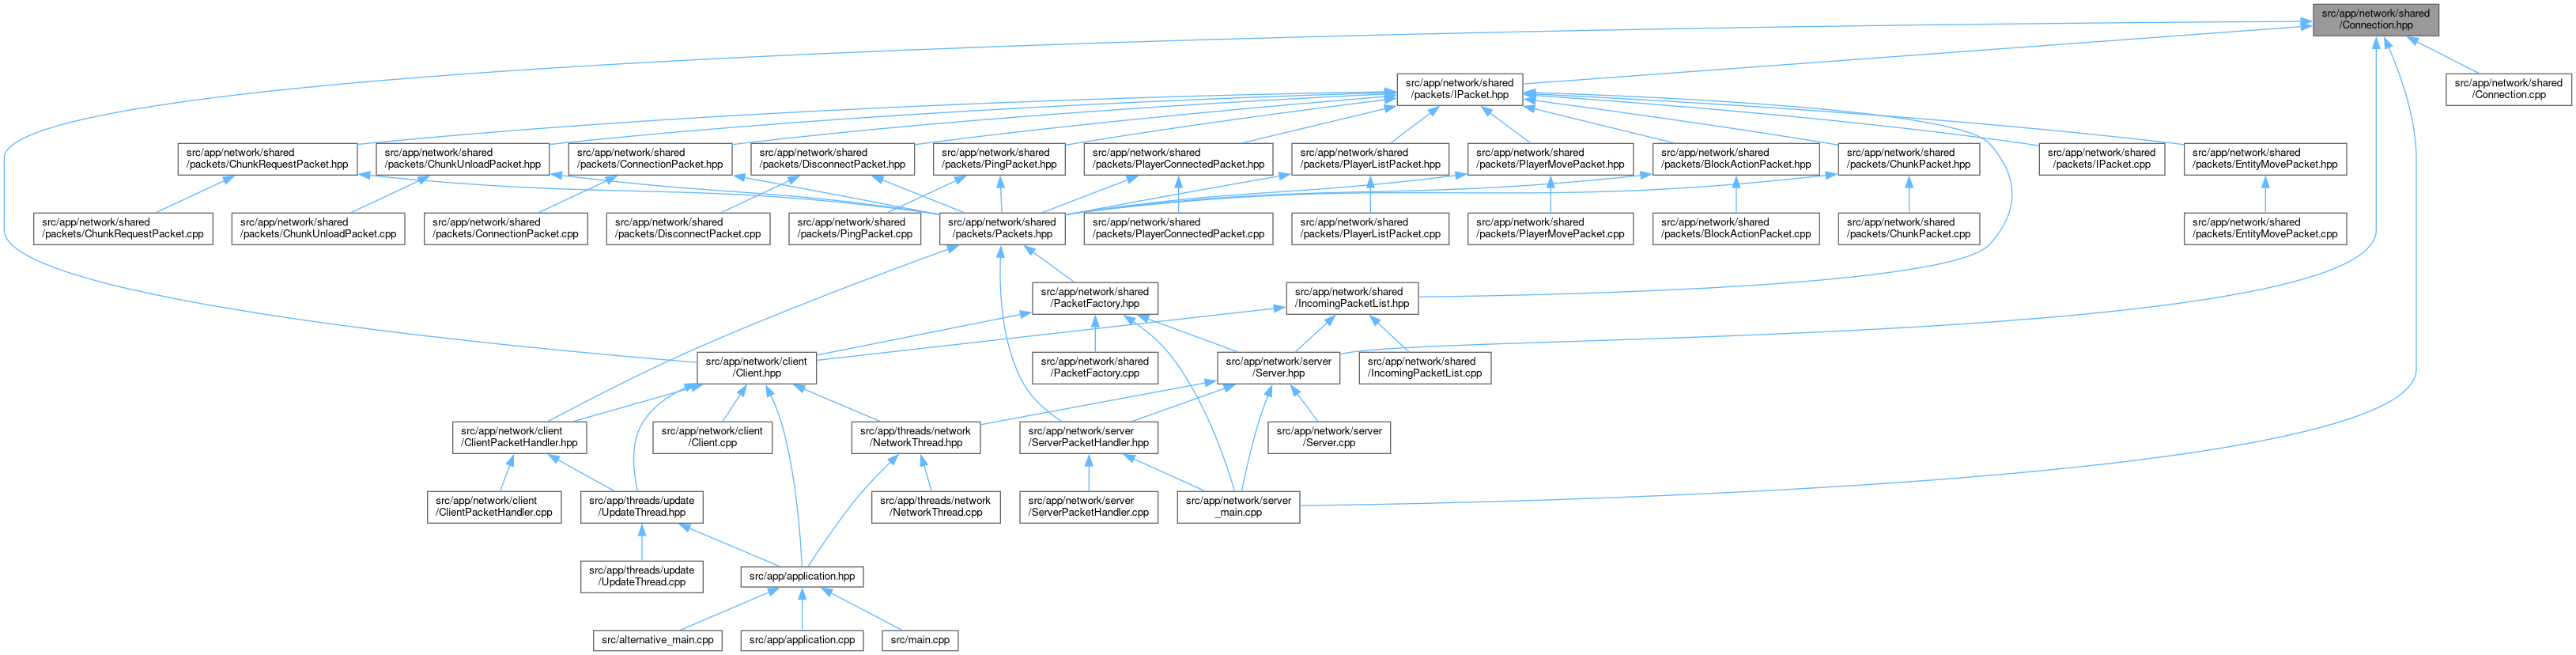 src/app/network/shared
/Connection.hpp
src/app/network/shared
/packets/IPacket.hpp
src/app/network/shared
/Connection.cpp
src/app/network/shared
/packets/ChunkRequestPacket.hpp
src/app/network/shared
/packets/ChunkUnloadPacket.hpp
src/app/network/shared
/packets/ConnectionPacket.hpp
src/app/network/shared
/packets/DisconnectPacket.hpp
src/app/network/shared
/packets/PingPacket.hpp
src/app/network/shared
/packets/PlayerConnectedPacket.hpp
src/app/network/shared
/packets/PlayerListPacket.hpp
src/app/network/shared
/packets/PlayerMovePacket.hpp
src/app/network/shared
/packets/BlockActionPacket.hpp
src/app/network/shared
/packets/ChunkPacket.hpp
src/app/network/shared
/packets/IPacket.cpp
src/app/network/shared
/packets/EntityMovePacket.hpp
src/app/network/shared
/packets/ChunkRequestPacket.cpp
src/app/network/shared
/packets/ChunkUnloadPacket.cpp
src/app/network/shared
/packets/ConnectionPacket.cpp
src/app/network/shared
/packets/DisconnectPacket.cpp
src/app/network/shared
/packets/PingPacket.cpp
src/app/network/shared
/packets/Packets.hpp
src/app/network/shared
/packets/PlayerConnectedPacket.cpp
src/app/network/shared
/packets/PlayerListPacket.cpp
src/app/network/shared
/packets/PlayerMovePacket.cpp
src/app/network/shared
/packets/BlockActionPacket.cpp
src/app/network/shared
/packets/ChunkPacket.cpp
src/app/network/shared
/packets/EntityMovePacket.cpp
src/app/network/shared
/PacketFactory.hpp
src/app/network/shared
/IncomingPacketList.hpp
src/app/network/client
/Client.hpp
src/app/network/shared
/PacketFactory.cpp
src/app/network/server
/Server.hpp
src/app/network/shared
/IncomingPacketList.cpp
src/app/network/client
/ClientPacketHandler.hpp
src/app/network/client
/Client.cpp
src/app/threads/network
/NetworkThread.hpp
src/app/network/server
/ServerPacketHandler.hpp
src/app/network/server
/Server.cpp
src/app/network/client
/ClientPacketHandler.cpp
src/app/threads/update
/UpdateThread.hpp
src/app/threads/network
/NetworkThread.cpp
src/app/network/server
/ServerPacketHandler.cpp
src/app/network/server
_main.cpp
src/app/threads/update
/UpdateThread.cpp
src/app/application.hpp
src/alternative_main.cpp
src/app/application.cpp
src/main.cpp